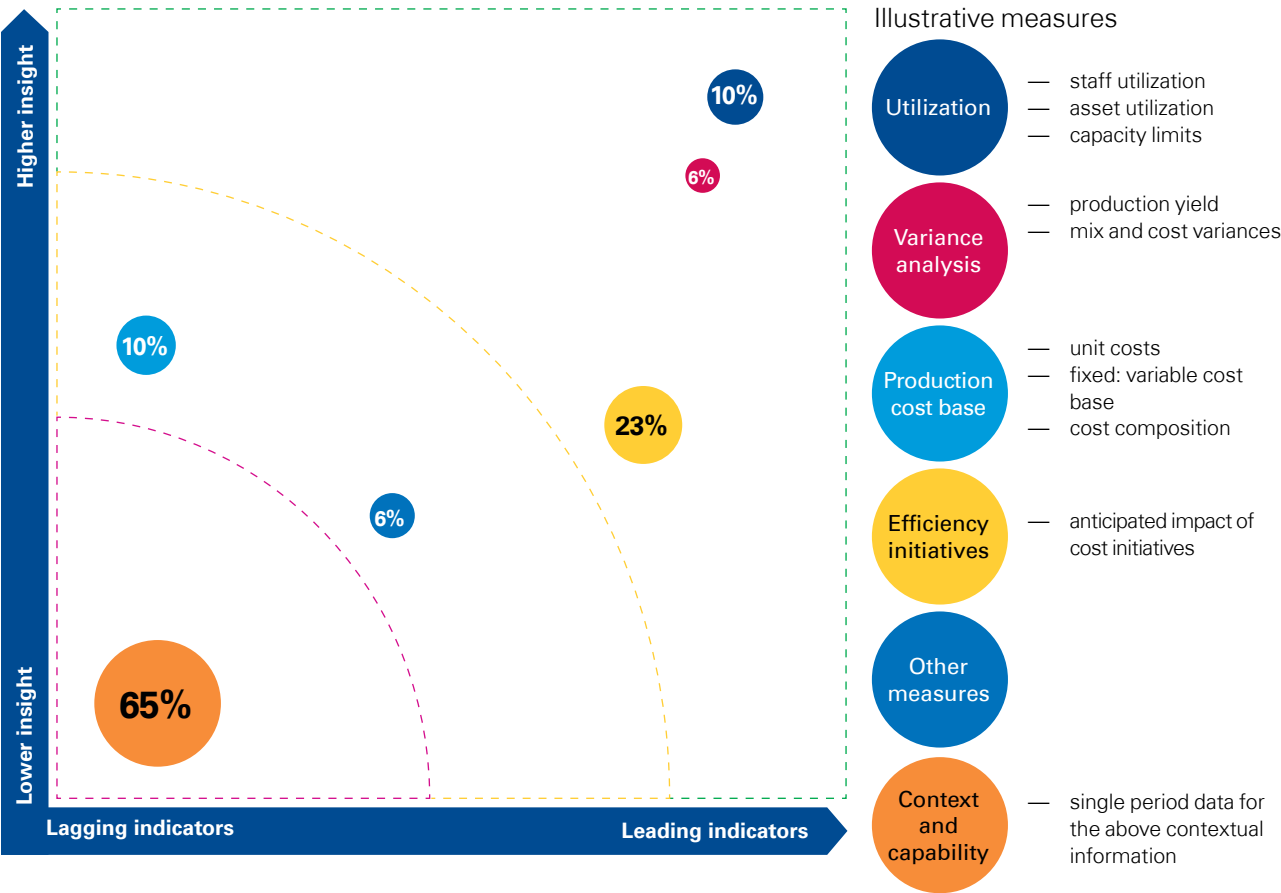 Illustrative measures
Higher insight
Lower insight
10%
6%
10%
23%
6%
65%
Lagging indicators
Leading indicators
Utilization
— staff utilization
— asset utilization
— capacity limits
Variance
analysis
— production yield
— mix and cost variances
Production
cost base
— unit costs
— fixed: variable cost
base
— cost composition
Efficiency
initiatives
— anticipated impact of
cost initiatives
Other
measures
Context
and
capability
— single period data for
the above contextual
information